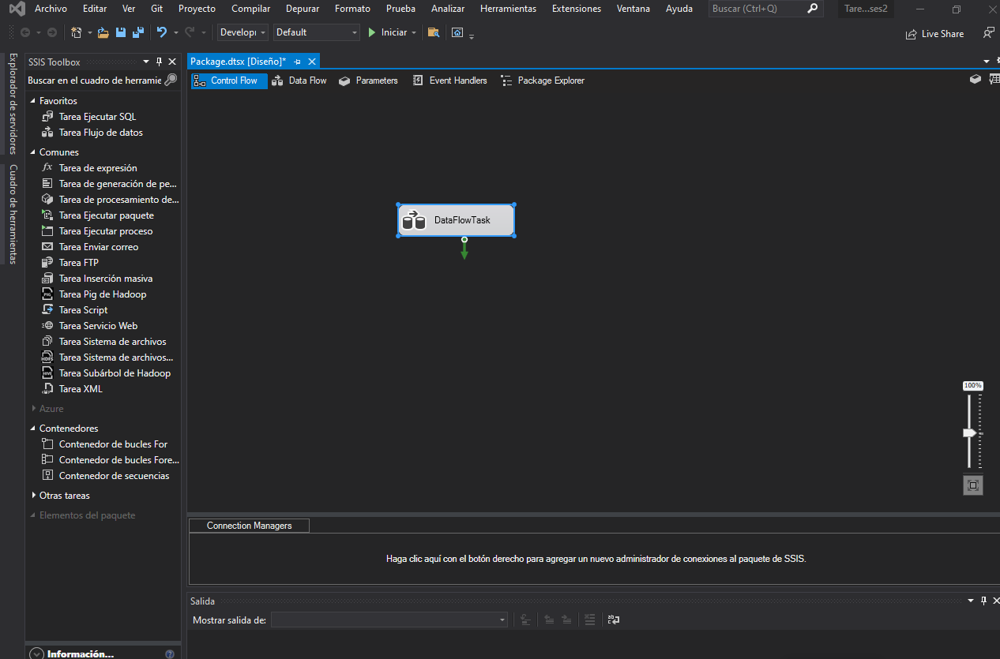 Archivo Editar Ver Git Proyecto Compilar Depurar Formato Prueba Analizar Herramientas Extensiones Ventana Ayuda Buscar (Ctrl+Q) Tare...ses2
Developi Default Iniciar Live Share
Explorador de servidores
Cuadro de herramientas
SSIS Toolbox
Buscar en el cuadro de herramie
Favoritos
Tarea Ejecutar SQL
Tarea Flujo de datos
Comunes
fx Tarea de expresión
Tarea de generación de pe...
Tarea de procesamiento de...
Tarea Ejecutar paquete
Tarea Ejecutar proceso
Tarea Enviar correo
Tarea FTP
Tarea Inserción masiva
Tarea Pig de Hadoop
Tarea Script
Tarea Servicio Web
Tarea Sistema de archivos
Tarea Sistema de archivos...
Tarea Subárbol de Hadoop
Tarea XML
Azure
Contenedores
Contenedor de bucles For
Contenedor de bucles Fore...
Contenedor de secuencias
Otras tareas
Elementos del paquete
Información...
Package.dtsx [Diseño]*
Control Flow Data Flow Parameters Event Handlers Package Explorer
DataFlowTask
100%
Connection Managers
Haga clic aquí con el botón derecho para agregar un nuevo administrador de conexiones al paquete de SSIS.
Salida
Mostrar salida de: